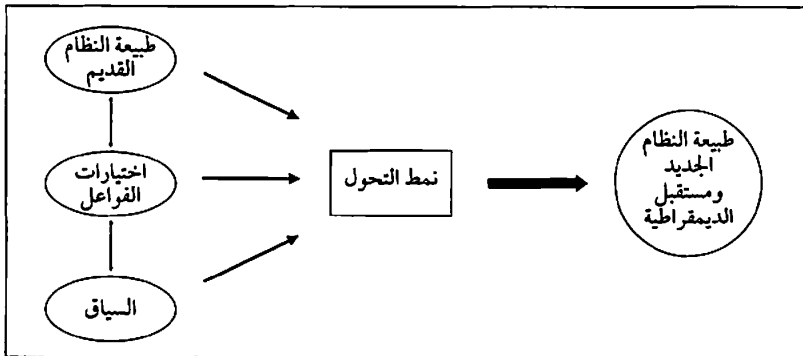 طبيعة النظام
القديم
اختيارات
الفواعل
السياق
نمط التحول
طبيعة النظام
الجديد
ومستقبل
الديمقراطية